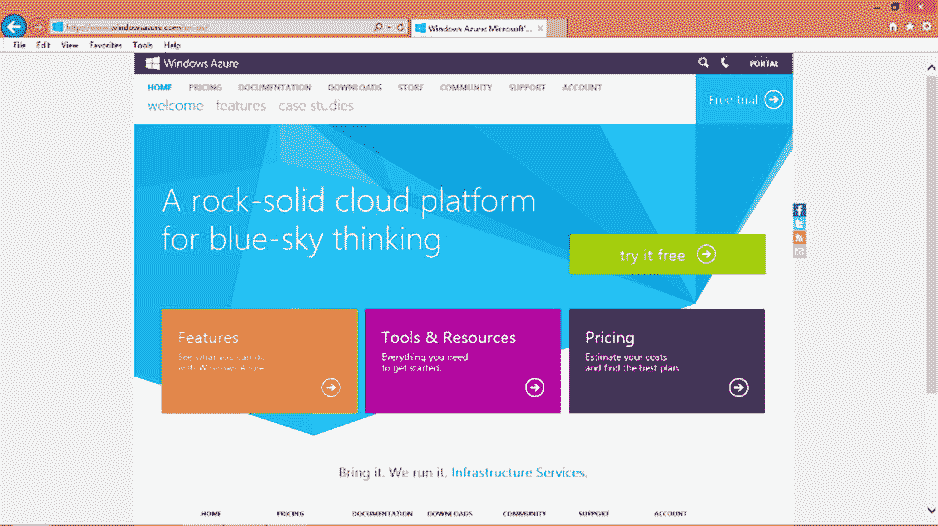 windowsazure.com
Windows Azure Microsoft'...
File Edit View Favorites Tools Help
Windows Azure
PORTAL
HOME PRICING DOCUMENTATION DOWNLOADS STORE COMMUNITY SUPPORT ACCOUNT
welcome features case studies
Free trial
A rock-solid cloud platform
for blue-sky thinking
try it free
Features
See what you can do
with Windows Azure
Tools & Resources
Everything you need
to get started.
Pricing
Estimate your costs
and find the best plan
Bring it. We run it. Infrastructure Services.
HOME PRICING DOCUMENTATION DOWNLOADS COMMUNITY SUPPORT ACCOUNT